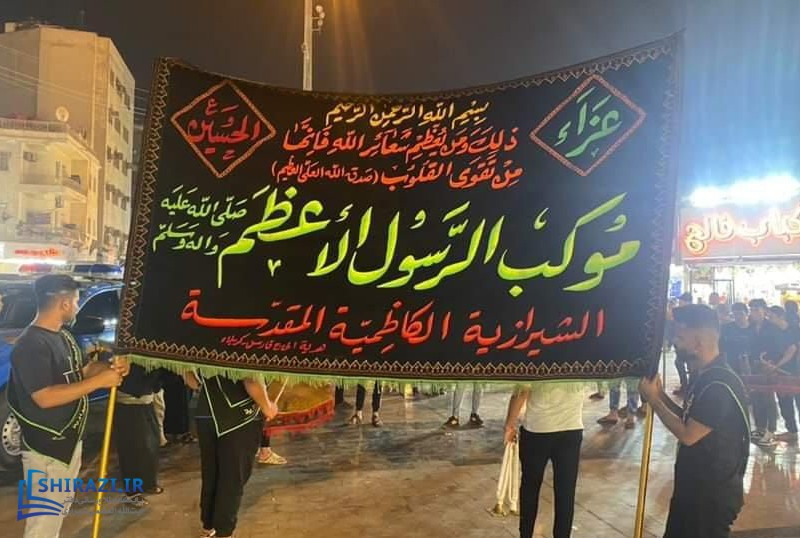 بسم الله الرحمن الرحيم
عزاء
الحسين ع
ذلك ومن يعظم شعائر الله فإنها
من تقوى القلوب (صدق الله العلي العظيم)
موكب الرسول الأعظم صلى الله عليه وآله وسلم
الشيرازية الكاظمية المقدسة
كباب فالح
SHIRAZI.IR